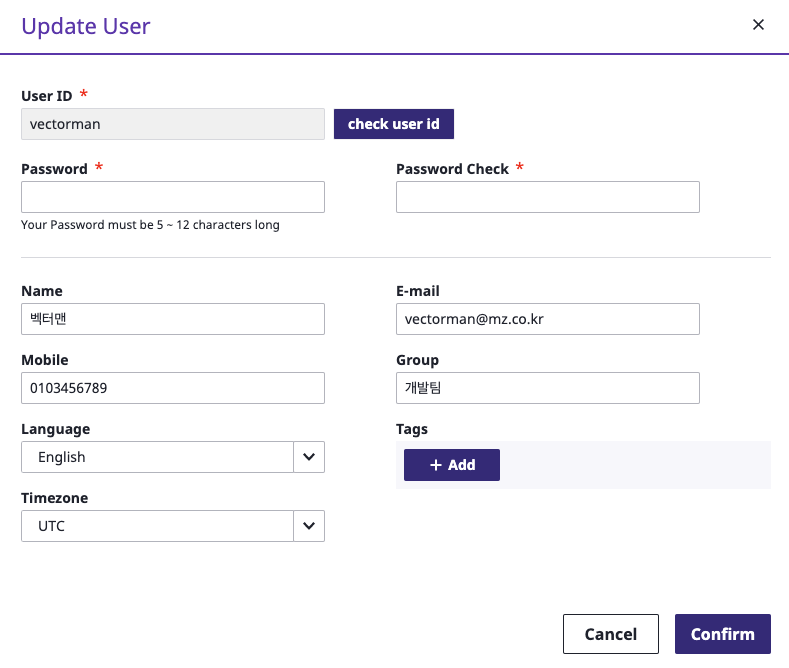 Update User
User ID *
vectorman
check user id
Password *
Password Check *
Your Password must be 5 ~ 12 characters long
Name
E-mail
벡터맨
vectorman@mz.co.kr
Mobile
Group
0103456789
개발팀
Language
Tags
English
+ Add
Timezone
UTC
Cancel
Confirm